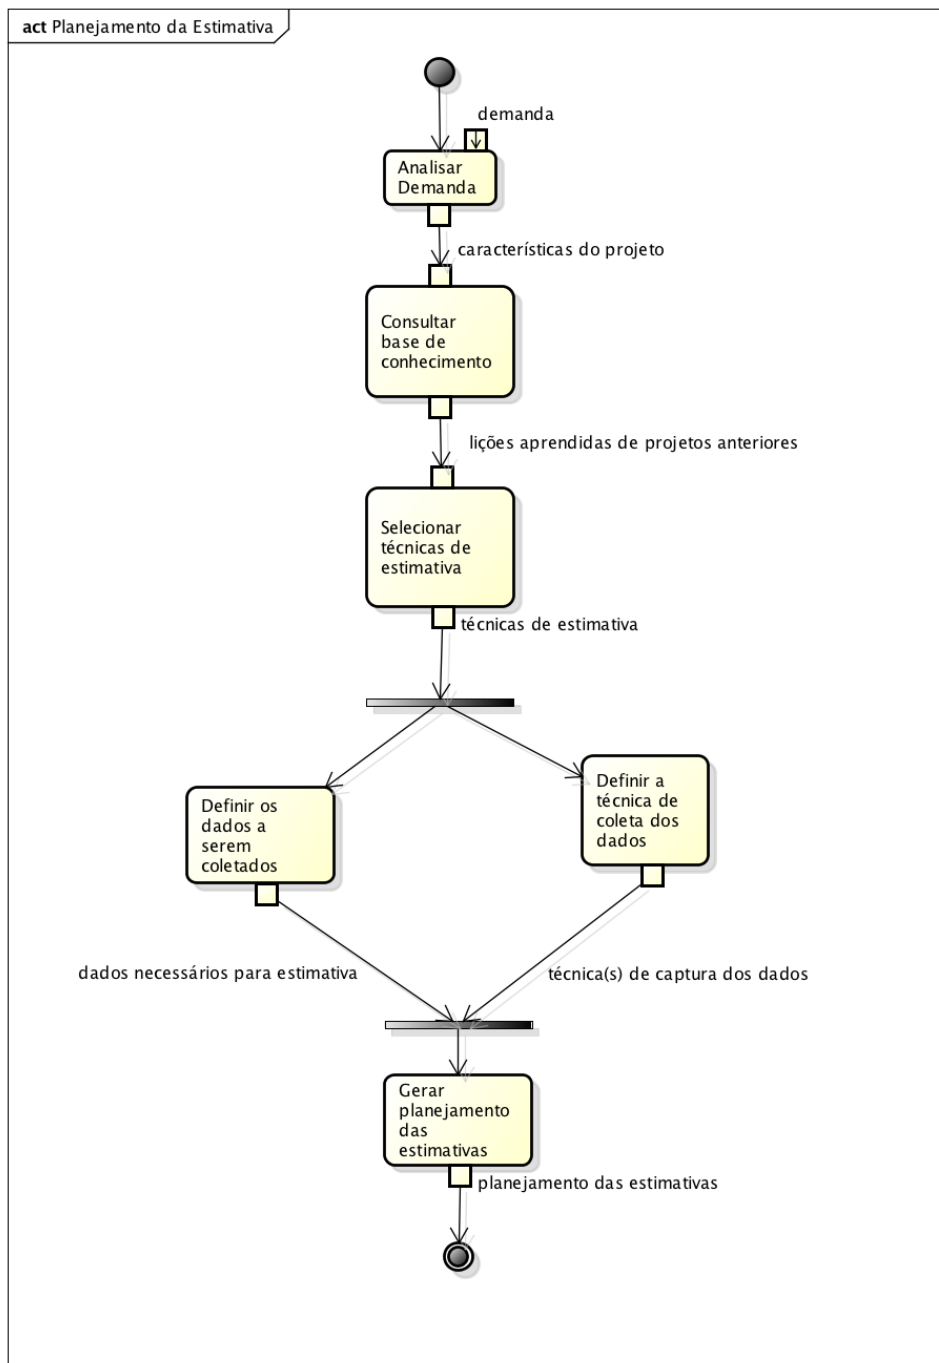 act Planejamento da Estimativa
demanda
Analisar
Demanda
características do projeto
Consultar
base de
conhecimento
lições aprendidas de projetos anteriores
Selecionar
técnicas de
estimativa
técnicas de estimativa
Definir os
dados a
serem
coletados
Definir a
técnica de
coleta dos
dados
dados necessários para estimativa
técnica(s) de captura dos dados
Gerar
planejamento
das
estimativas
planejamento das estimativas